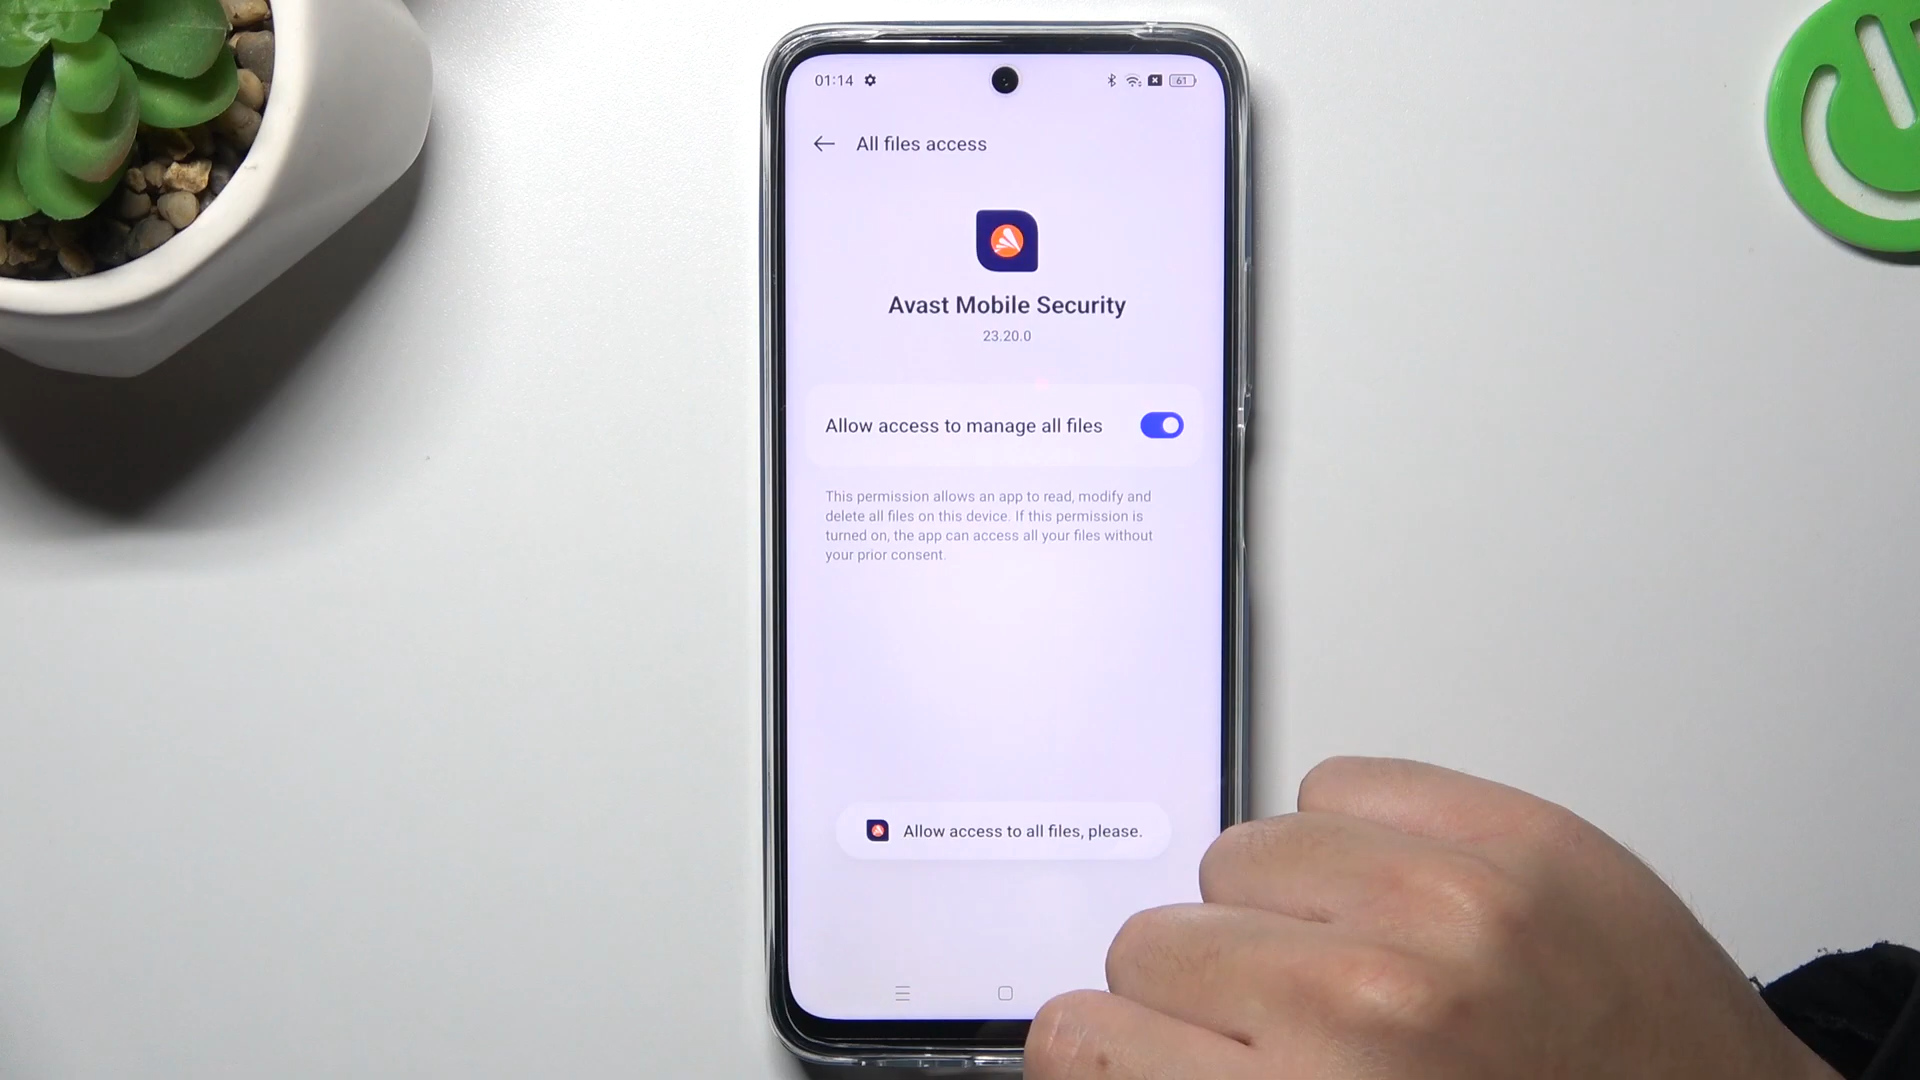 01:14
61
All files access
Avast Mobile Security
23.20.0
Allow access to manage all files
This permission allows an app to read, modify and
delete all files on this device. If this permission is
turned on, the app can access all your files without
your prior consent.
Allow access to all files, please.